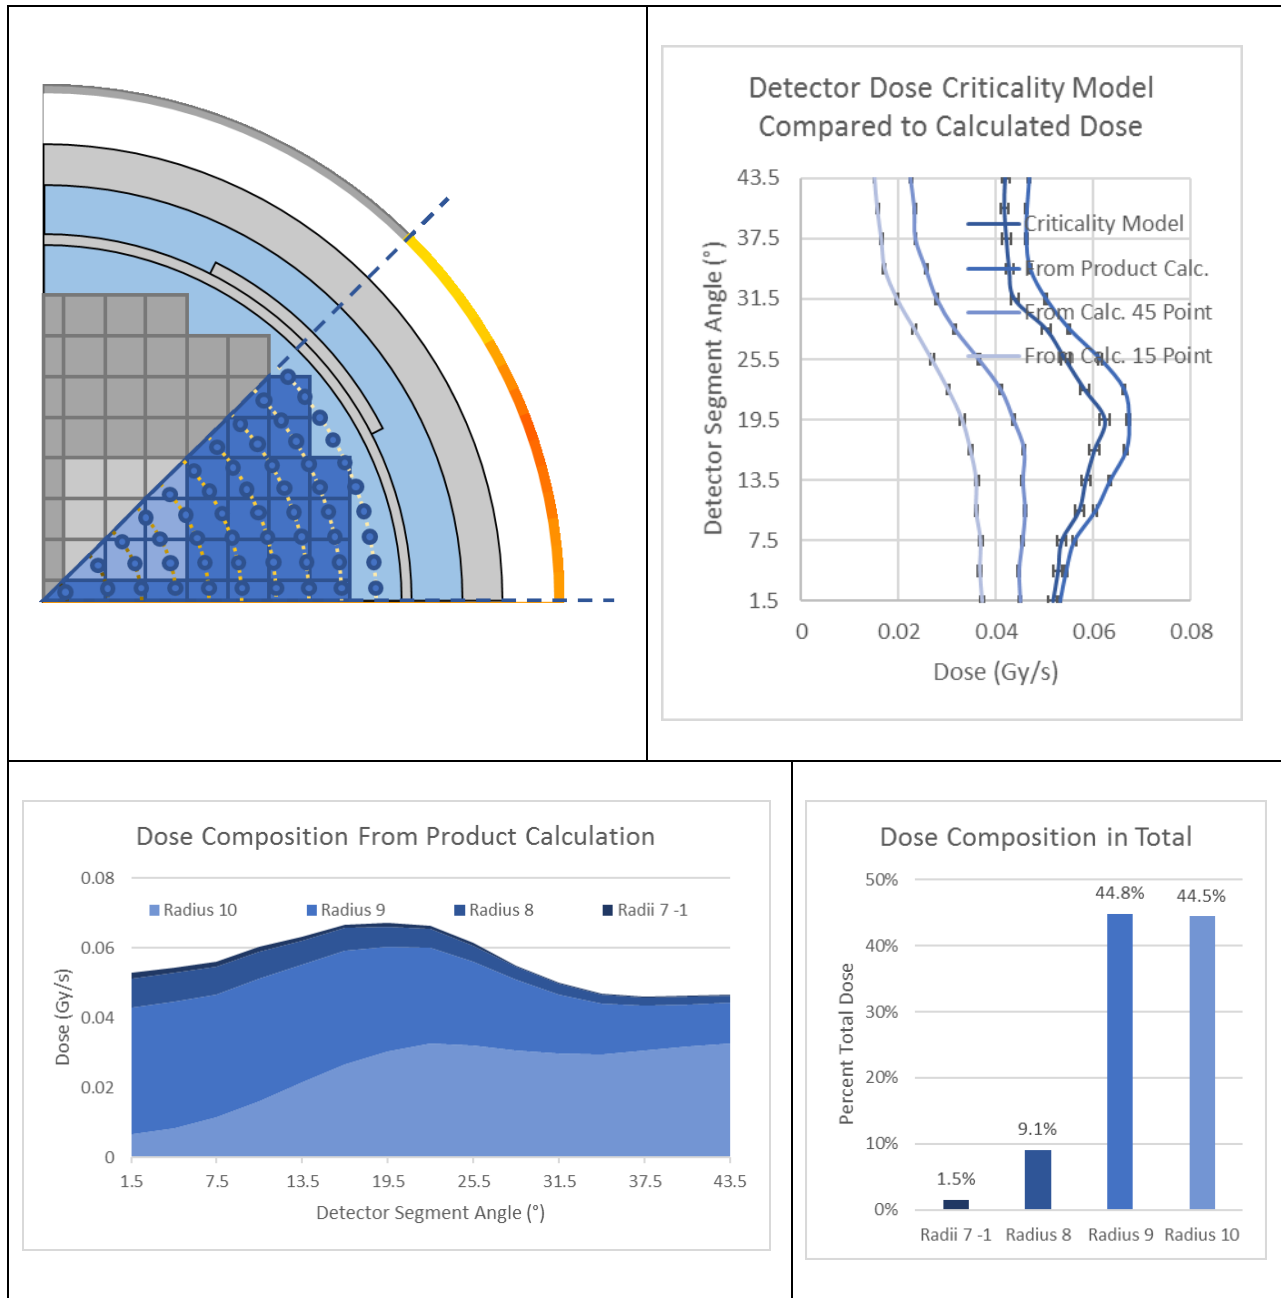 Detector Dose Criticality Model
Compared to Calculated Dose
43.5
37.5
31.5
25.5
19.5
13.5
7.5
1.5
Detector Segment Angle (°)
Criticality Model
From Product Calc.
From Calc. 45 Point
From Calc. 15 Point
0 0.02 0.04 0.06 0.08
Dose (Gy/s)
Dose Composition From Product Calculation
0.08
0.06
0.04
0.02
0
Dose (Gy/s)
Radius 10 Radius 9 Radius 8 Radii 7 -1
1.5 7.5 13.5 19.5 25.5 31.5 37.5 43.5
Detector Segment Angle (°)
Dose Composition in Total
50%
40%
30%
20%
10%
0%
Percent Total Dose
1.5%
9.1%
44.8%
44.5%
Radii 7 -1 Radius 8 Radius 9 Radius 10